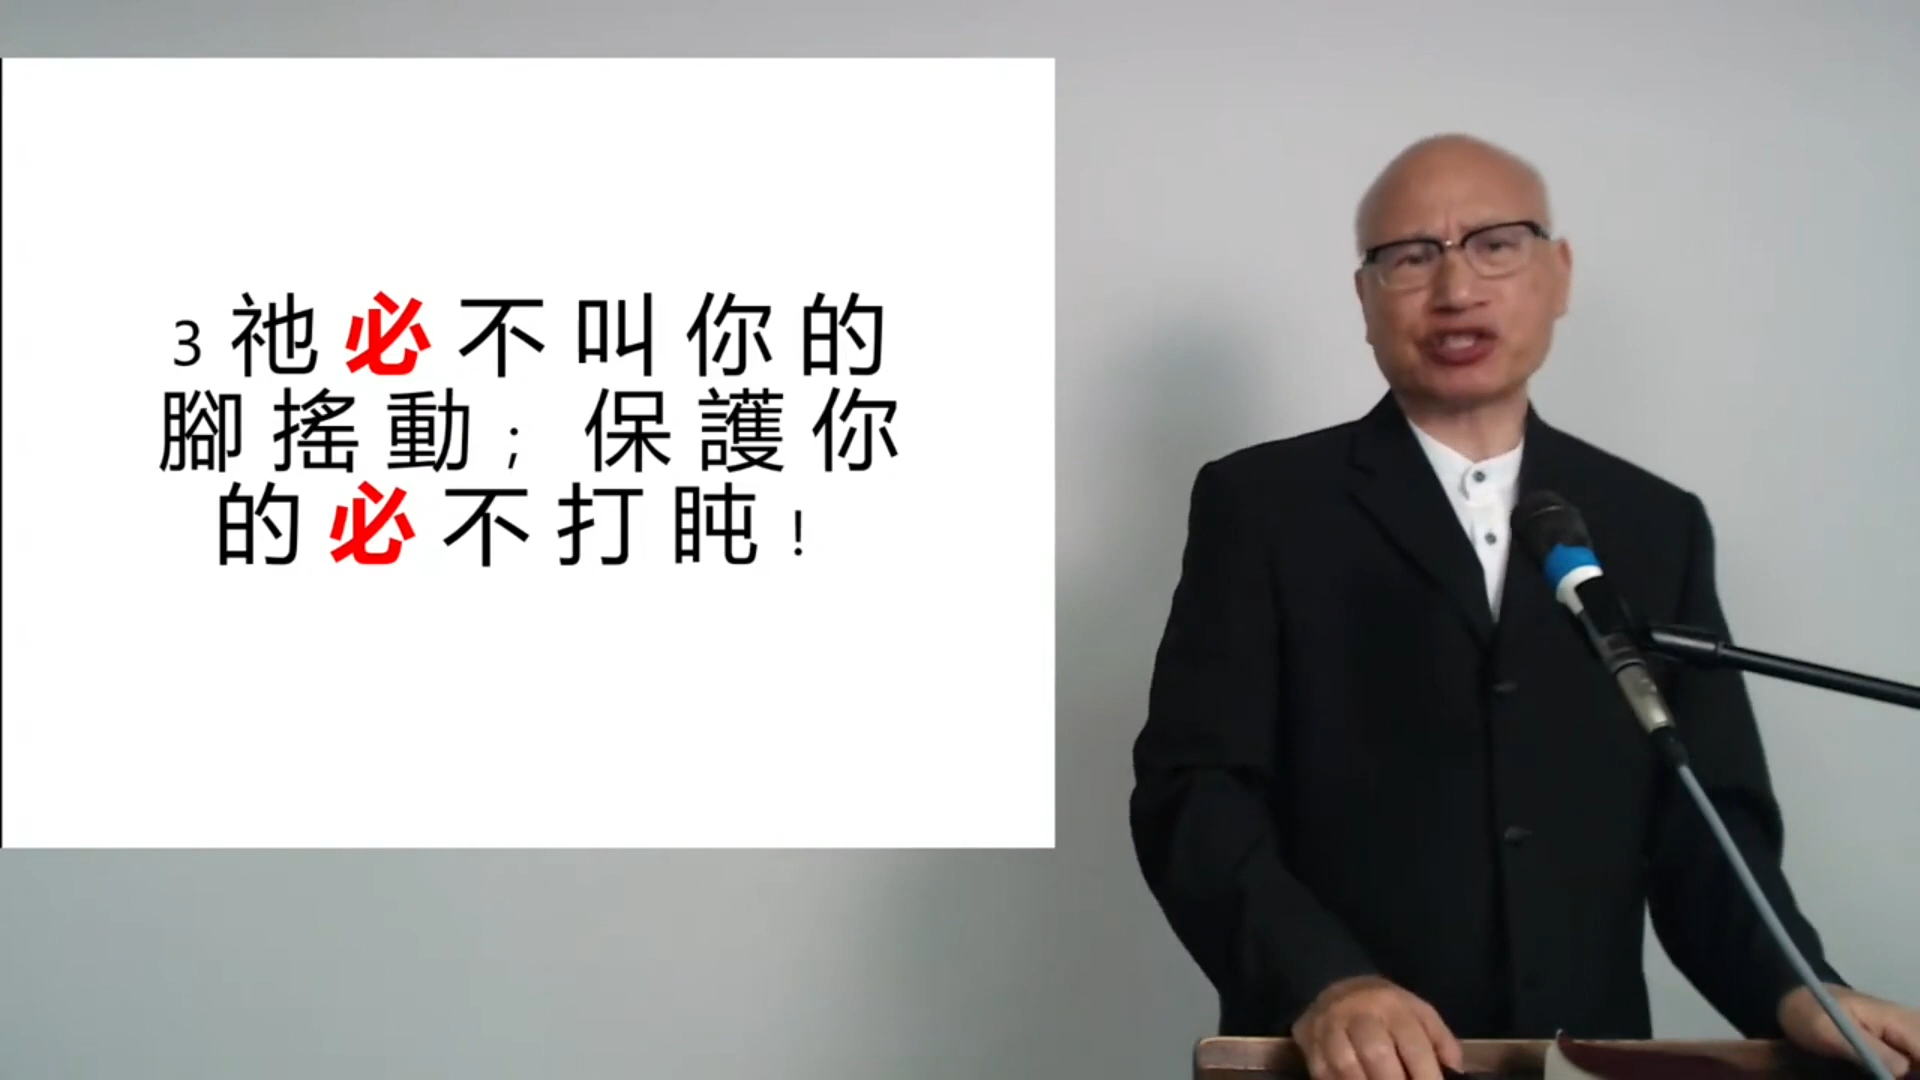 3 祂 必 不 叫 你 的
腳 搖 動 ; 保 護 你
的 必 不 打 盹 !